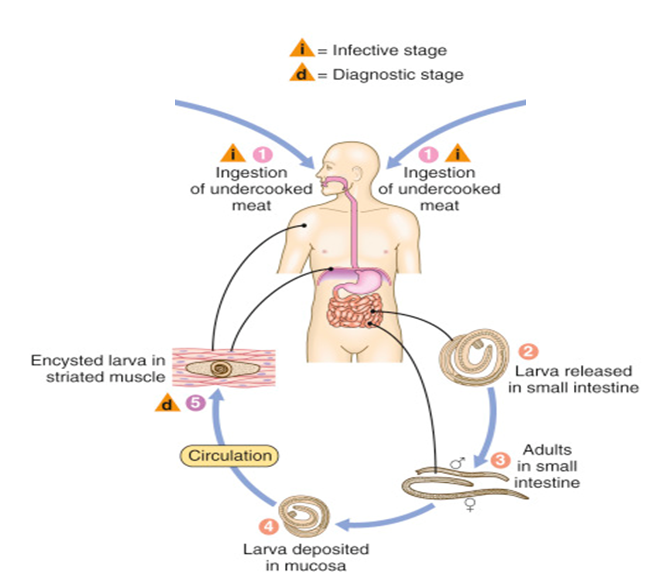 i = Infective stage
d = Diagnostic stage
i 1
Ingestion
of undercooked
meat
1 i
Ingestion
of undercooked
meat
2
Larva released
in small intestine
3
Adults
in small
intestine
♂
♀
4
Larva deposited
in mucosa
Circulation
Encysted larva in
striated muscle
d 5